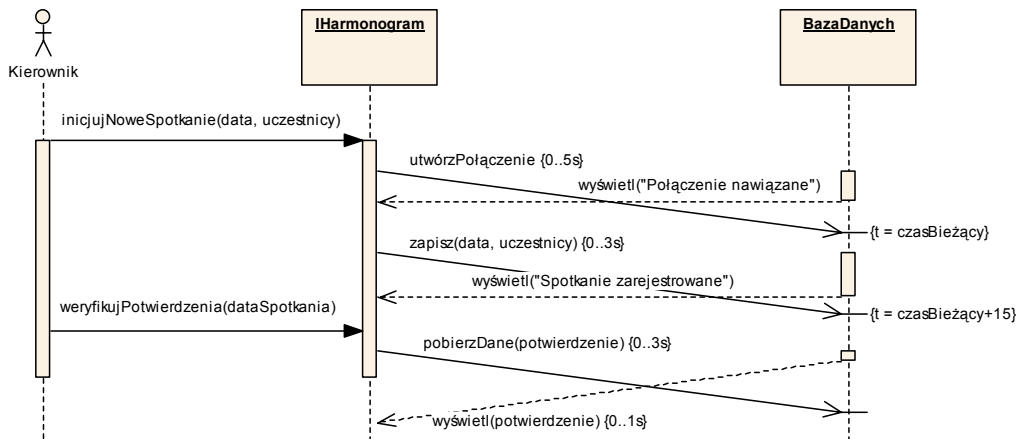 IHarmonogram
BazaDanych
Kierownik
inicjujNoweSpotkanie(data, uczestnicy)
utwórzPołączenie {0..5s}
wyświetl("Połączenie nawiązane")
{t = czasBieżący}
zapisz(data, uczestnicy) {0..3s}
wyświetl("Spotkanie zarejestrowane")
weryfikujPotwierdzenia(dataSpotkania)
{t = czasBieżący+15}
pobierzDane(potwierdzenie) {0..3s}
wyświetl(potwierdzenie) {0..1s}